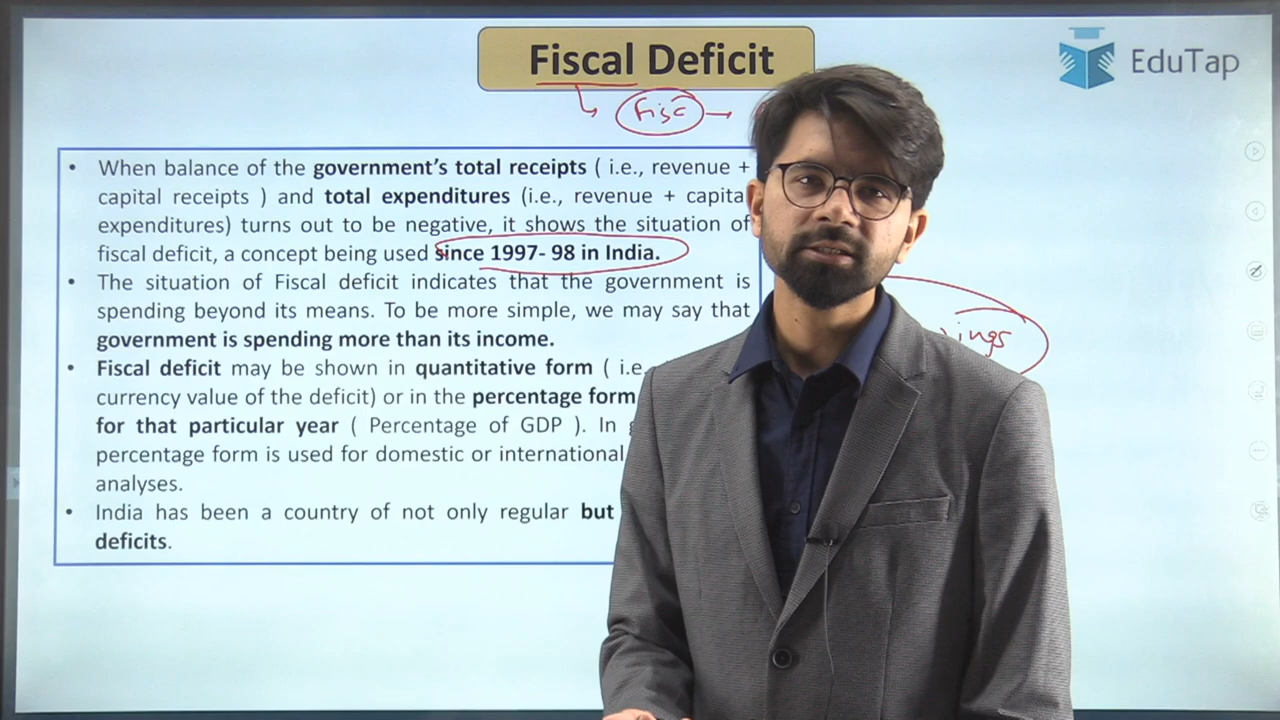 Fiscal Deficit
EduTap
Fisc
• When balance of the government's total receipts ( i.e., revenue +
capital receipts ) and total expenditures (i.e., revenue + capital
expenditures) turns out to be negative, it shows the situation of
fiscal deficit, a concept being used since 1997- 98 in India.
• The situation of Fiscal deficit indicates that the government is
spending beyond its means. To be more simple, we may say that
government is spending more than its income.
ings
• Fiscal deficit may be shown in quantitative form ( i.e.
currency value of the deficit) or in the percentage form
for that particular year ( Percentage of GDP ). In
percentage form is used for domestic or international
analyses.
• India has been a country of not only regular but
deficits.